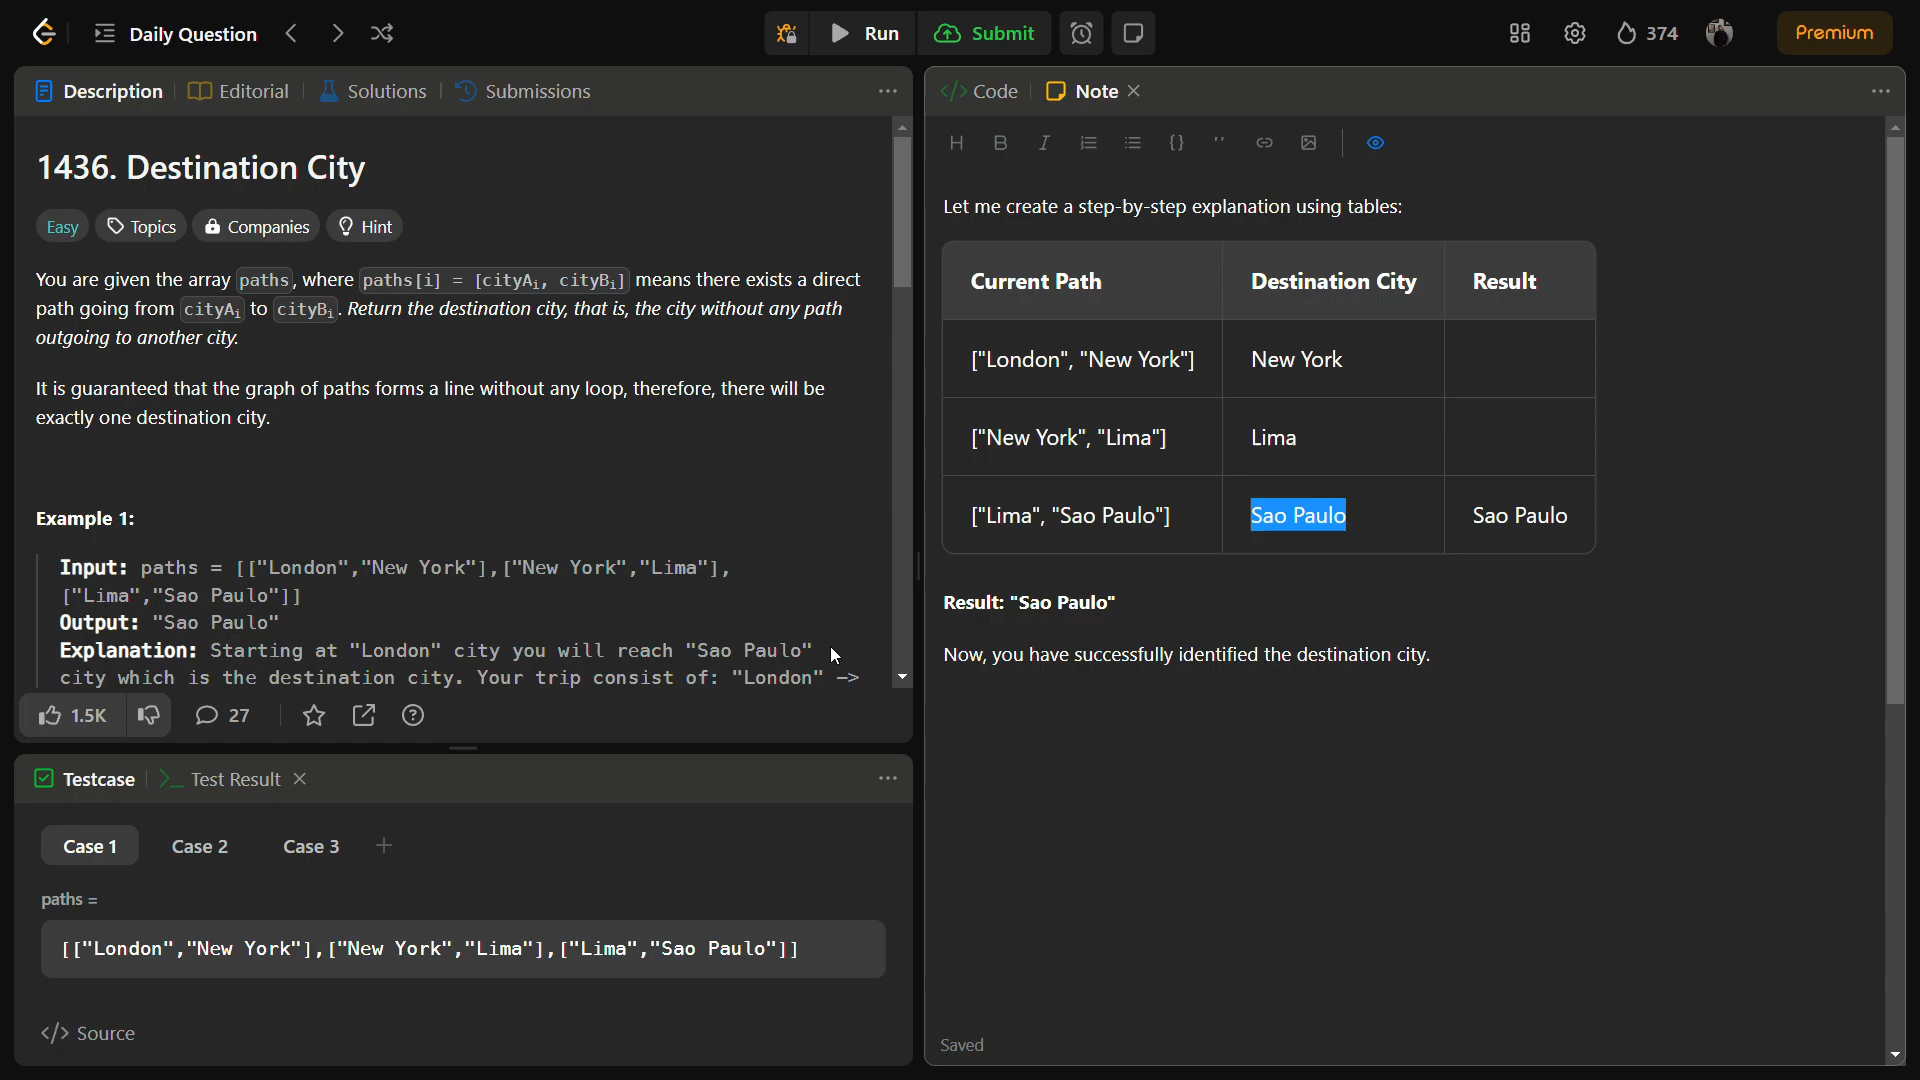 Daily Question
Run
Submit
374
Premium
Description
Editorial
Solutions
Submissions
1436. Destination City
Easy
Topics
Companies
Hint
You are given the array paths, where paths[i] = [cityAi, cityBi] means there exists a direct
path going from cityAi to cityBi. Return the destination city, that is, the city without any path
outgoing to another city.
It is guaranteed that the graph of paths forms a line without any loop, therefore, there will be
exactly one destination city.
Example 1:
Input: paths = [["London","New York"],["New York","Lima"],
["Lima","Sao Paulo"]]
Output: "Sao Paulo"
Explanation: Starting at "London" city you will reach "Sao Paulo"
city which is the destination city. Your trip consist of: "London" ->
1.5K
27
Testcase
Test Result
Case 1
Case 2
Case 3
paths =
[["London","New York"],["New York","Lima"],["Lima","Sao Paulo"]]
</> Source
</> Code
Note
H B I {} "
Let me create a step-by-step explanation using tables:
Current Path Destination City Result
["London", "New York"] New York
["New York", "Lima"] Lima
["Lima", "Sao Paulo"] Sao Paulo Sao Paulo
Result: "Sao Paulo"
Now, you have successfully identified the destination city.
Saved